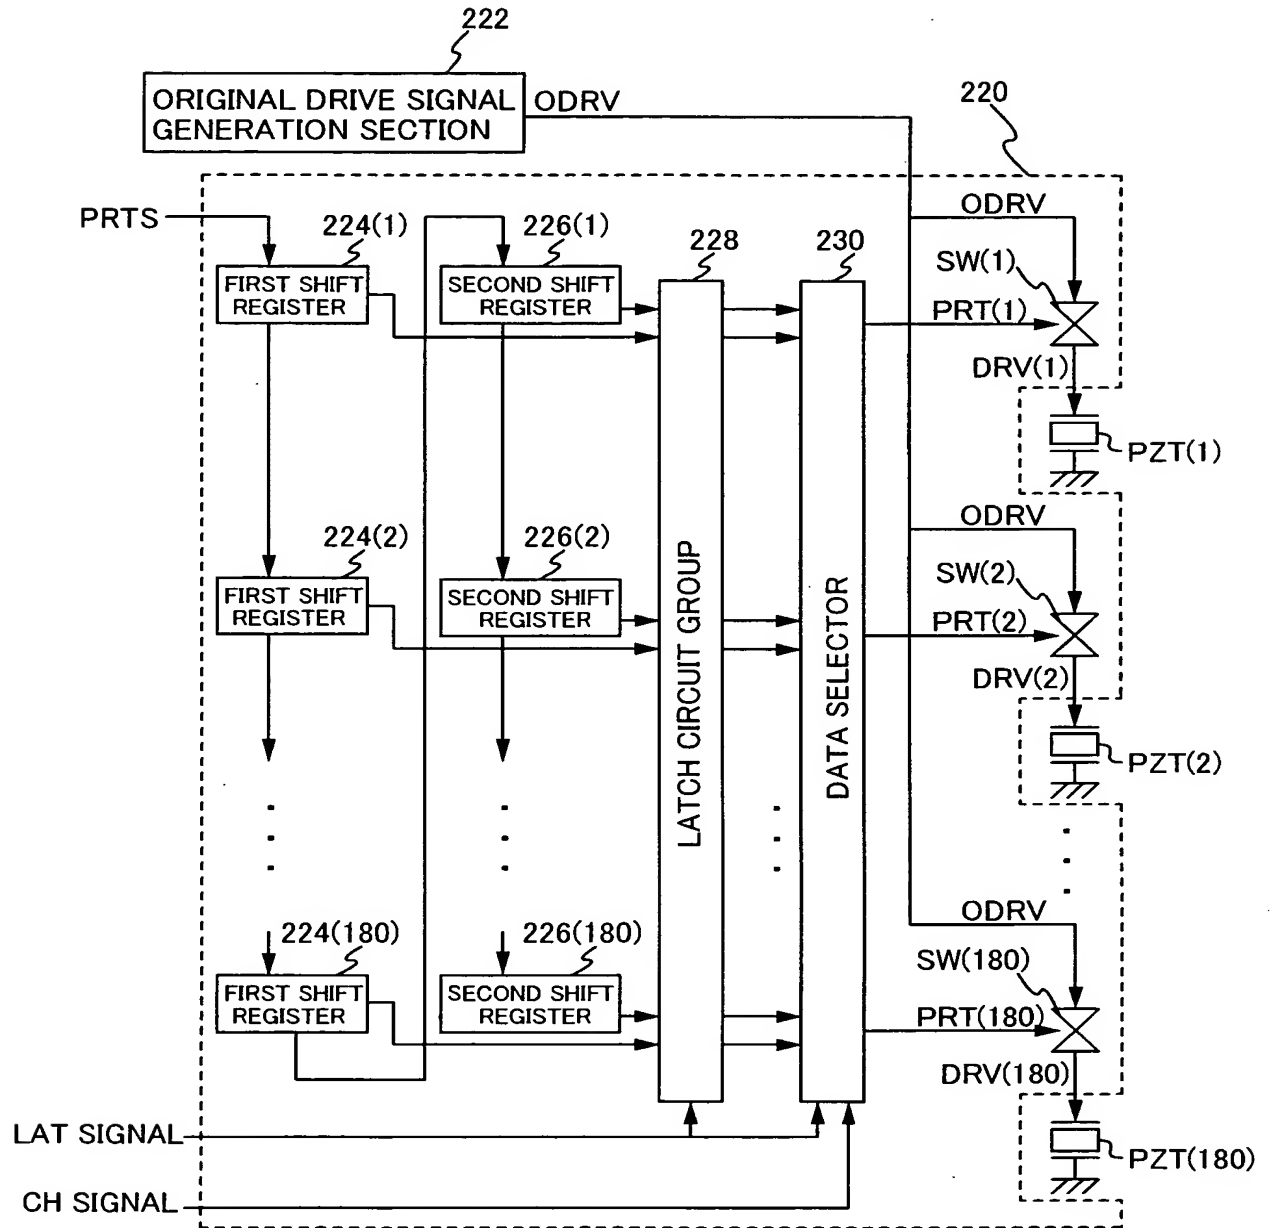 222
ORIGINAL DRIVE SIGNAL
GENERATION SECTION
ODRV
220
PRTS
224(1)
226(1)
228
230
ODRV
SW(1)
FIRST SHIFT
REGISTER
SECOND SHIFT
REGISTER
PRT(1)
DRV(1)
PZT(1)
224(2)
226(2)
ODRV
SW(2)
FIRST SHIFT
REGISTER
SECOND SHIFT
REGISTER
PRT(2)
DRV(2)
PZT(2)
LATCH CIRCUIT GROUP
DATA SELECTOR
224(180)
226(180)
ODRV
SW(180)
FIRST SHIFT
REGISTER
SECOND SHIFT
REGISTER
PRT(180)
DRV(180)
PZT(180)
LAT SIGNAL
CH SIGNAL